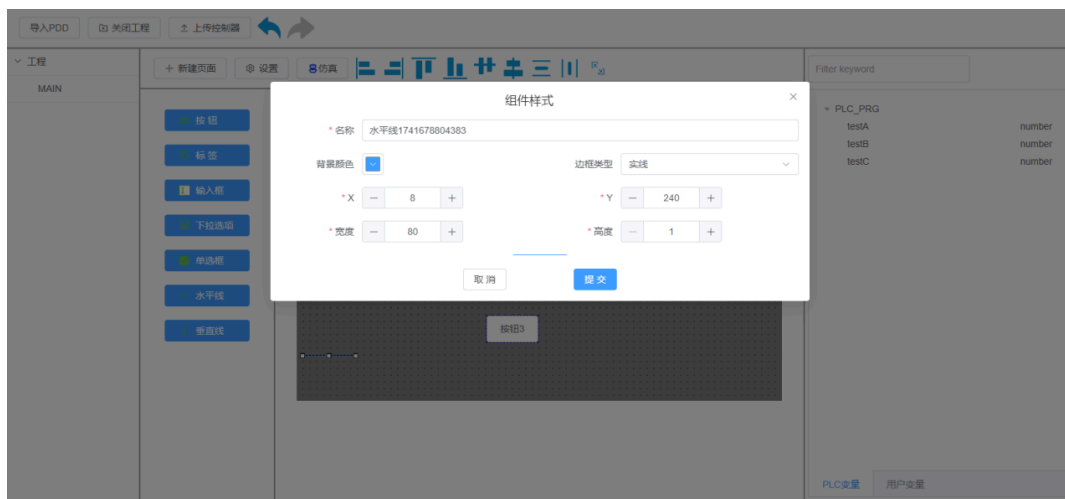 导入PDD 关闭工程 上传控制器
工程
MAIN
新建页面 设置 仿真
按钮
标签
输入框
下拉选项
单选框
水平线
垂直线
组件样式
* 名称 水平线1741678804383
背景颜色 边框类型 实线
* X 8 * Y 240
* 宽度 80 * 高度 1
取消 提交
按钮3
Filter keyword
PLC_PRG
testA number
testB number
testC number
PLC变量 用户变量